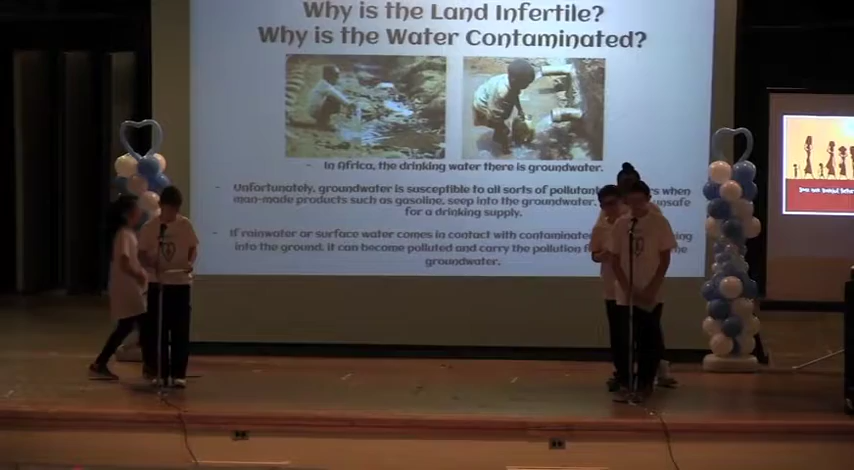 Why is the Land Infertile?
Why is the Water Contaminated?
In Africa, the drinking water there is groundwater.
Unfortunately, groundwater is susceptible to all sorts of when
man-made products such as gasoline, seep into the groundwater.
for a drinking supply.
If rainwater or surface water comes in contact with
into the ground, it can become polluted and carry the pollution
groundwater.